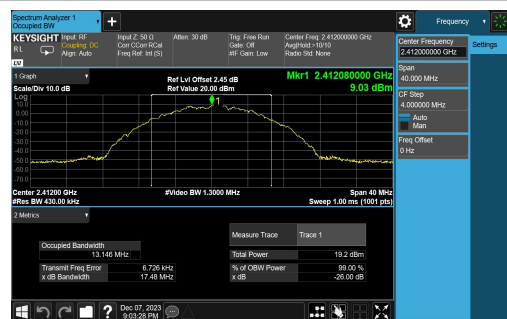 Spectrum Analyzer 1
Occupied BW
Frequency
KEYSIGHT
Input: RF
Coupling: DC
Align: Auto
Input Z: 50 Ω
Corr CCorr RCal
Freq Ref: Int (S)
Atten: 30 dB
Trig: Free Run
Gate: Off
#IF Gain: Low
Center Freq: 2.412000000 GHz
Avg|Hold:>10/10
Radio Std: None
R L
LV
Center Frequency
2.412000000 GHz
Settings
Span
40.000 MHz
CF Step
4.000000 MHz
Auto
Man
Freq Offset
0 Hz
1 Graph
Scale/Div 10.0 dB
Ref Lvl Offset 2.45 dB
Ref Value 20.00 dBm
Mkr1 2.412080000 GHz
9.03 dBm
Log
10.0
0.00
-10.0
-20.0
-30.0
-40.0
-50.0
-60.0
-70.0
1
Center 2.41200 GHz
#Res BW 430.00 kHz
#Video BW 1.3000 MHz
Span 40 MHz
Sweep 1.00 ms (1001 pts)
2 Metrics
Measure Trace
Trace 1
Occupied Bandwidth
13.146 MHz
Total Power
19.2 dBm
Transmit Freq Error
6.726 kHz
% of OBW Power
99.00 %
x dB Bandwidth
17.48 MHz
x dB
-26.00 dB
Dec 07, 2023
9:03:28 PM